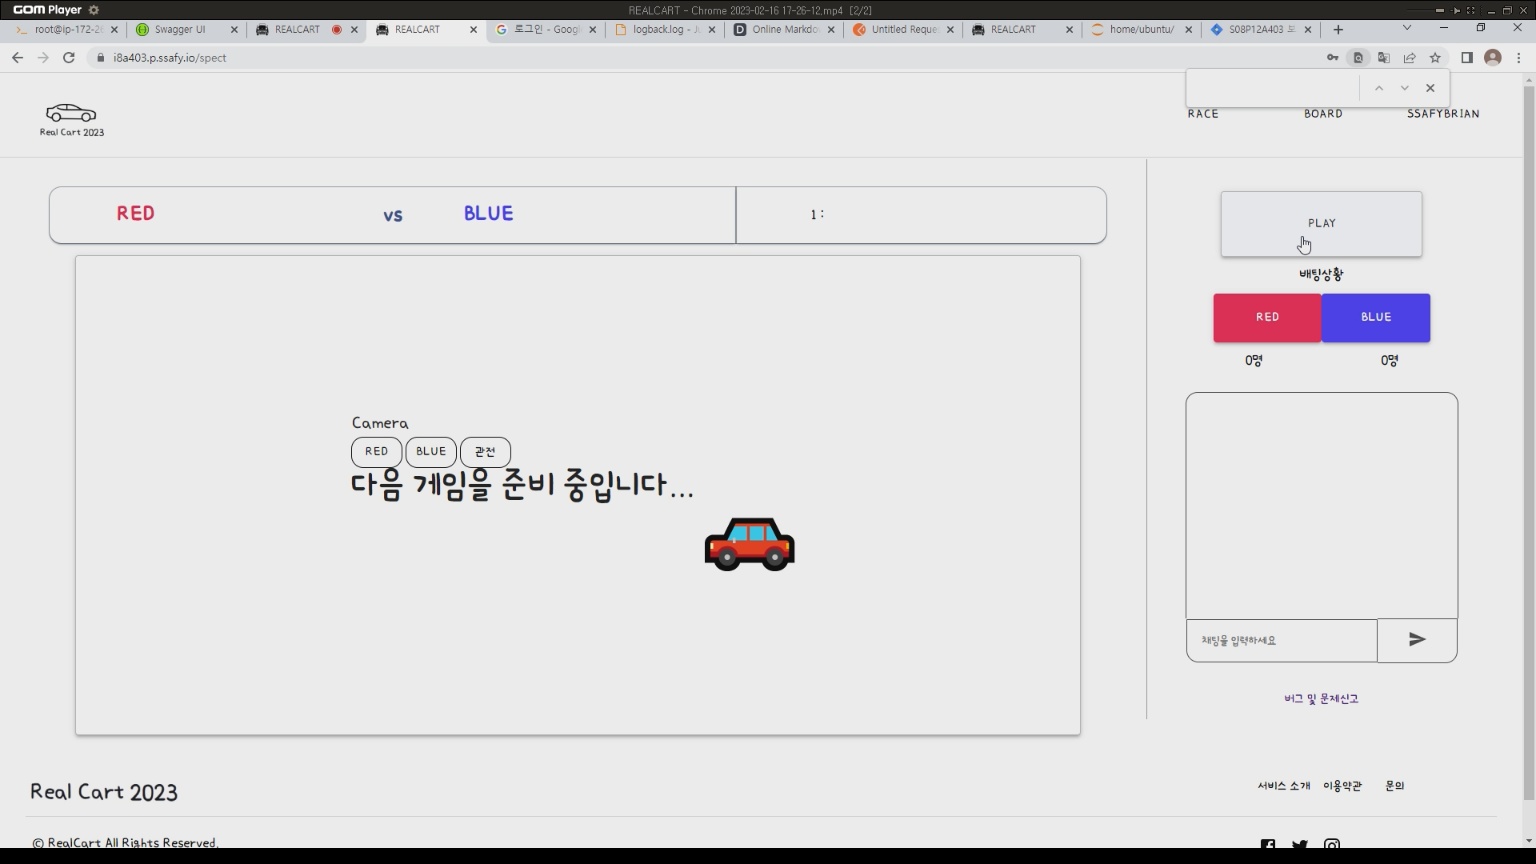 GOM Player
REALCART - Chrome 2023-02-16 17-26-12.mp4 [2/2]
root@ip-172-26
Swagger UI
REALCART
REALCART
로그인 - Googl
logback.log - J
Online Markdo
Untitled Reque
REALCART
home/ubuntu/
S08P12A403
i8a403.p.ssafy.io/spect
Real Cart 2023
RACE
BOARD
SSAFYBRIAN
RED
vs
BLUE
1 :
PLAY
배팅상황
RED
BLUE
0명
0명
Camera
RED
BLUE
관전
다음 게임을 준비 중입니다...
채팅을 입력하세요
버그 및 문제신고
Real Cart 2023
서비스 소개
이용약관
문의
© RealCart All Rights Reserved.